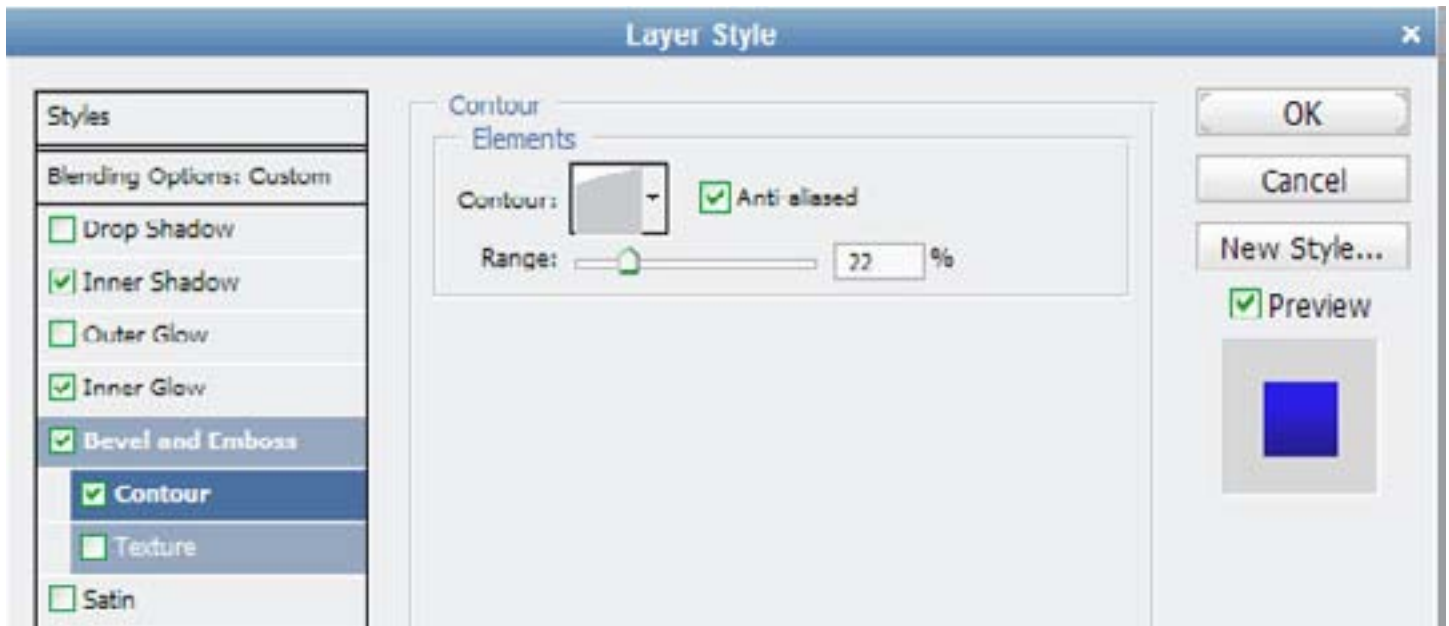 Layer Style
Styles
Blending Options: Custom
Drop Shadow
Inner Shadow
Outer Glow
Inner Glow
Bevel and Emboss
Contour
Texture
Satin
Contour
Elements
Contour:
Anti-aliased
Range: 22 %
OK
Cancel
New Style...
Preview